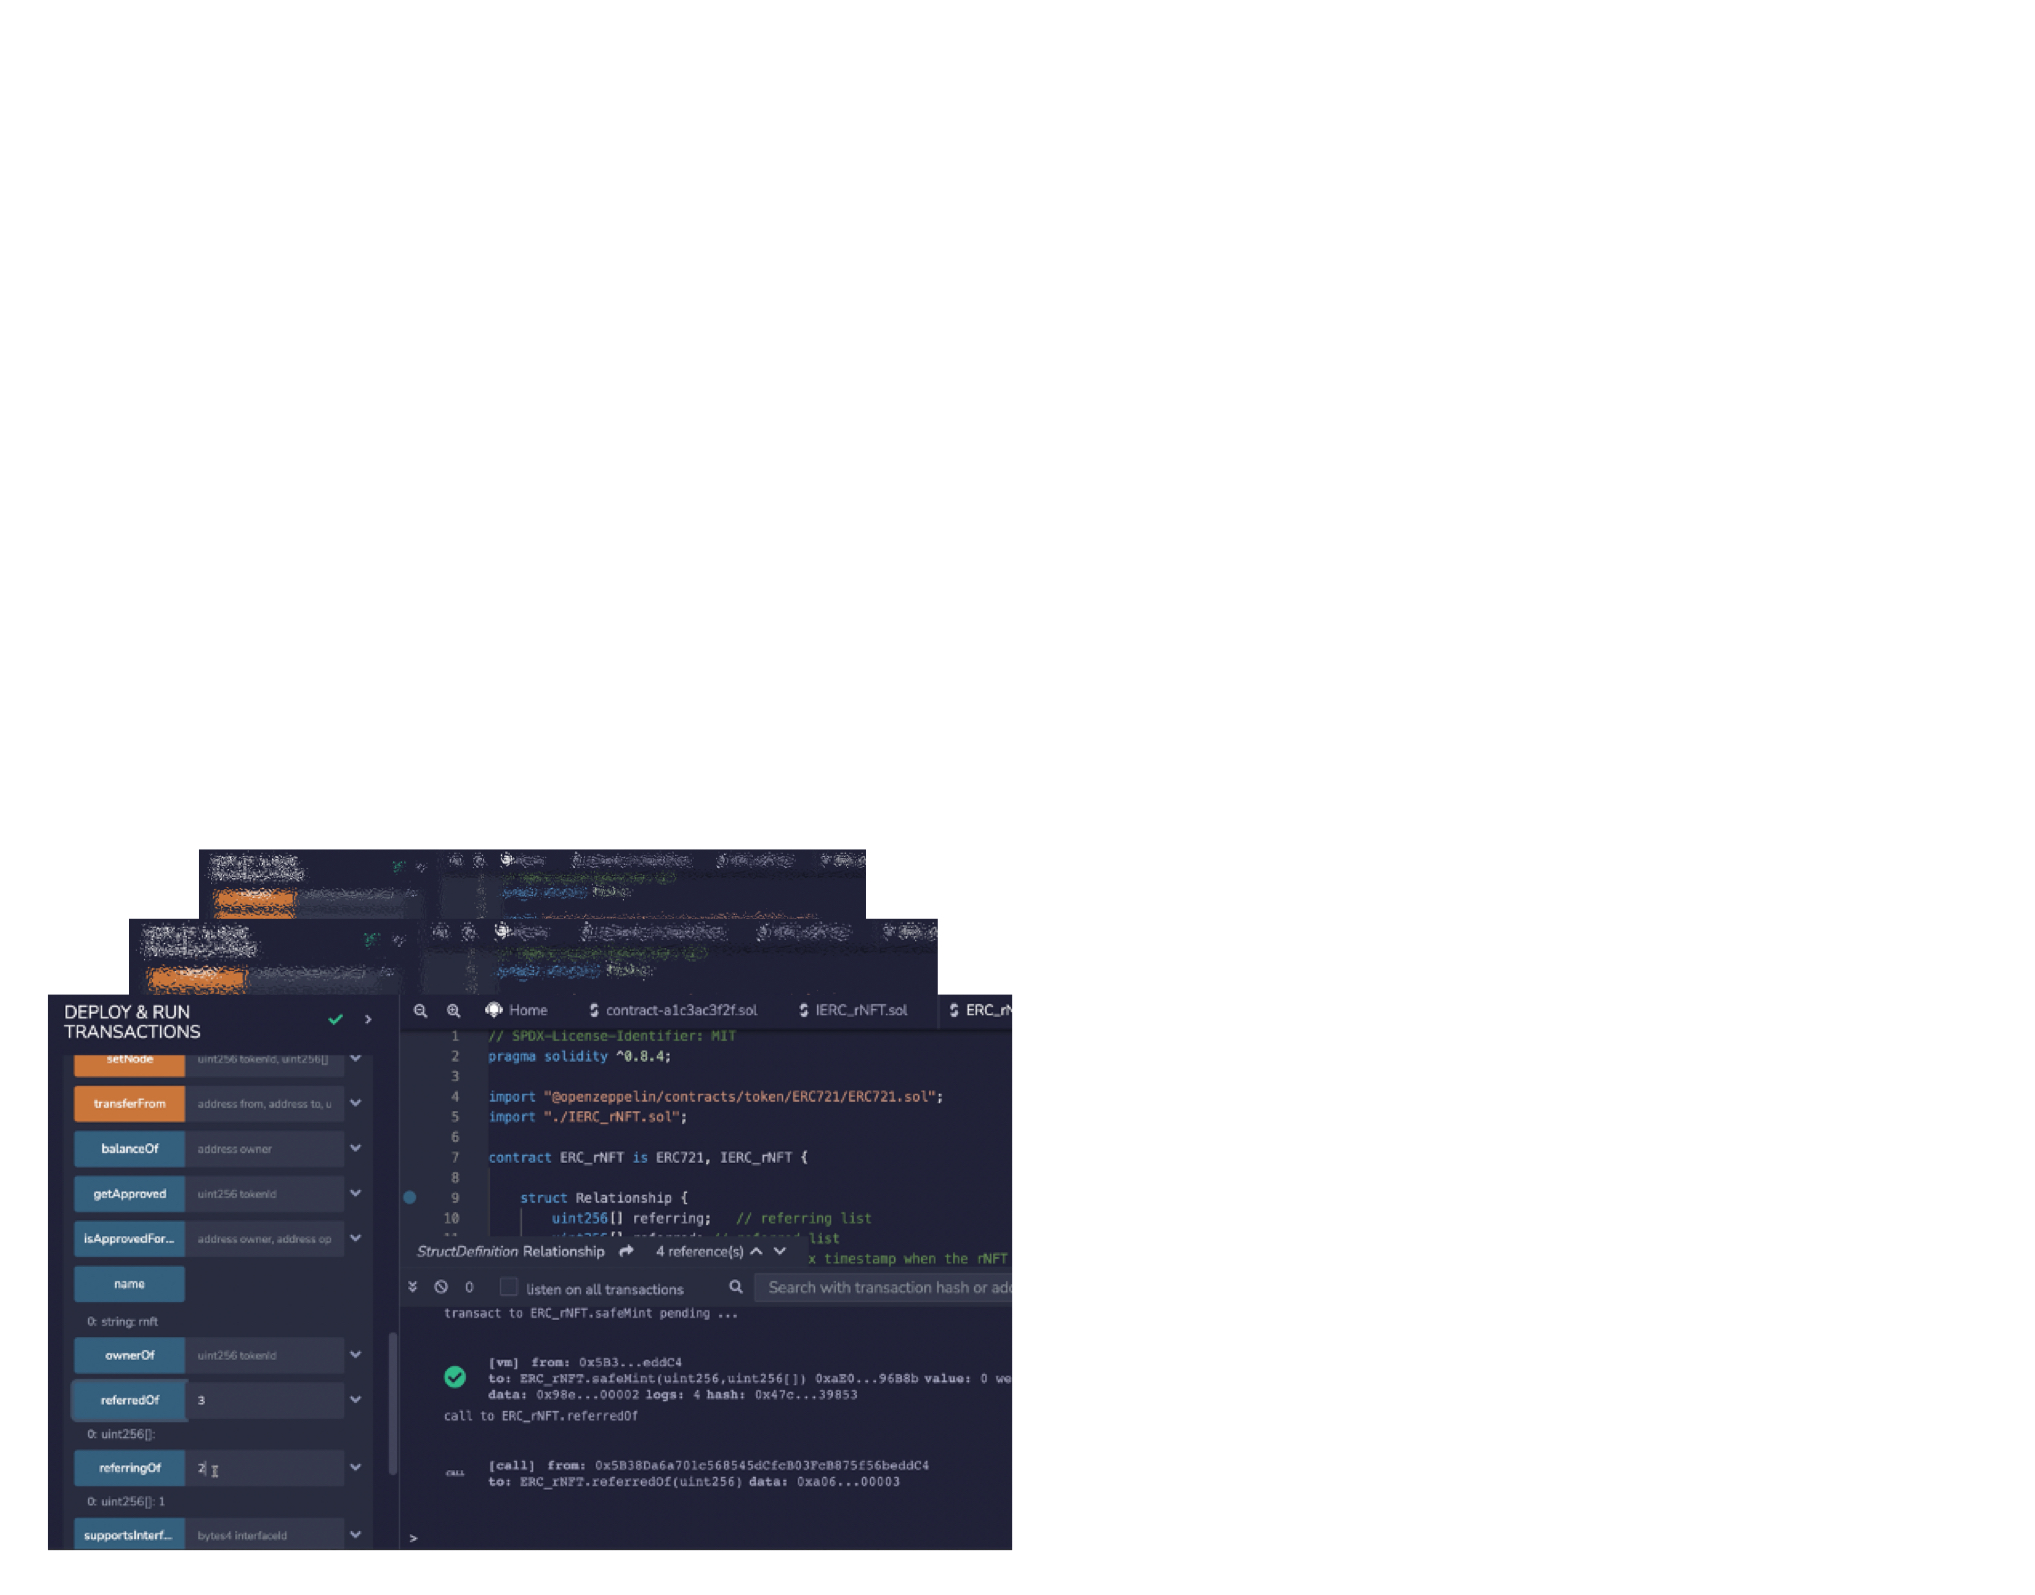 DEPLOY & RUN
TRANSACTIONS
setNode uint256 tokenId, uint256[]
transferFrom address from, address to, u
balanceOf address owner
getApproved uint256 tokenId
isApprovedFor... address owner, address op
name
0: string: rnft
ownerOf uint256 tokenId
referredOf 3
0: uint256[]:
referringOf 2
0: uint256[]: 1
supportsInterf... bytes4 interfaceId
Home contract-a1c3ac3f2f.sol IERC_rNFT.sol ERC_rN
1 // SPDX-License-Identifier: MIT
2 pragma solidity ^0.8.4;
3
4 import "@openzeppelin/contracts/token/ERC721/ERC721.sol";
5 import "./IERC_rNFT.sol";
6
7 contract ERC_rNFT is ERC721, IERC_rNFT {
8
9 struct Relationship {
10 uint256[] referring; // referring list
list
StructDefinition Relationship 4 reference(s)
x timestamp when the rNFT
0 listen on all transactions Search with transaction hash or add
transact to ERC_rNFT.safeMint pending ...
[vm] from: 0x5B3...eddC4
to: ERC_rNFT.safeMint(uint256,uint256[]) 0xaE0...96B8b value: 0 we
data: 0x98e...00002 logs: 4 hash: 0x47c...39853
call to ERC_rNFT.referredOf
CALL [call] from: 0x5B38Da6a701c568545dCfcB03FcB875f56beddC4
to: ERC_rNFT.referredOf(uint256) data: 0xa06...00003
>